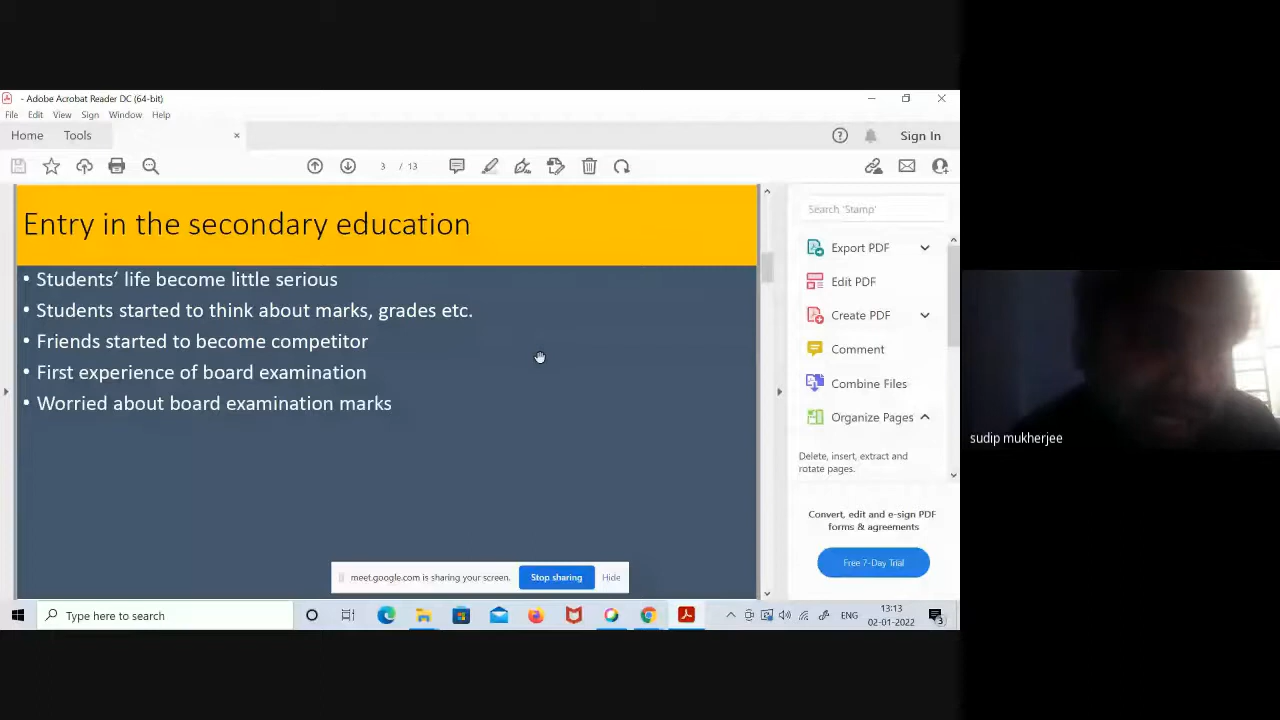 - Adobe Acrobat Reader DC (64-bit)
File Edit View Sign Window Help
Home Tools
Sign In
3 / 13
Entry in the secondary education
• Students’ life become little serious
• Students started to think about marks, grades etc.
• Friends started to become competitor
• First experience of board examination
• Worried about board examination marks
Search 'Stamp'
Export PDF
Edit PDF
Create PDF
Comment
Combine Files
Organize Pages
Delete, insert, extract and
rotate pages.
Convert, edit and e-sign PDF
forms & agreements
Free 7-Day Trial
meet.google.com is sharing your screen. Stop sharing Hide
Type here to search
ENG
13:13
02-01-2022
3
sudip mukherjee